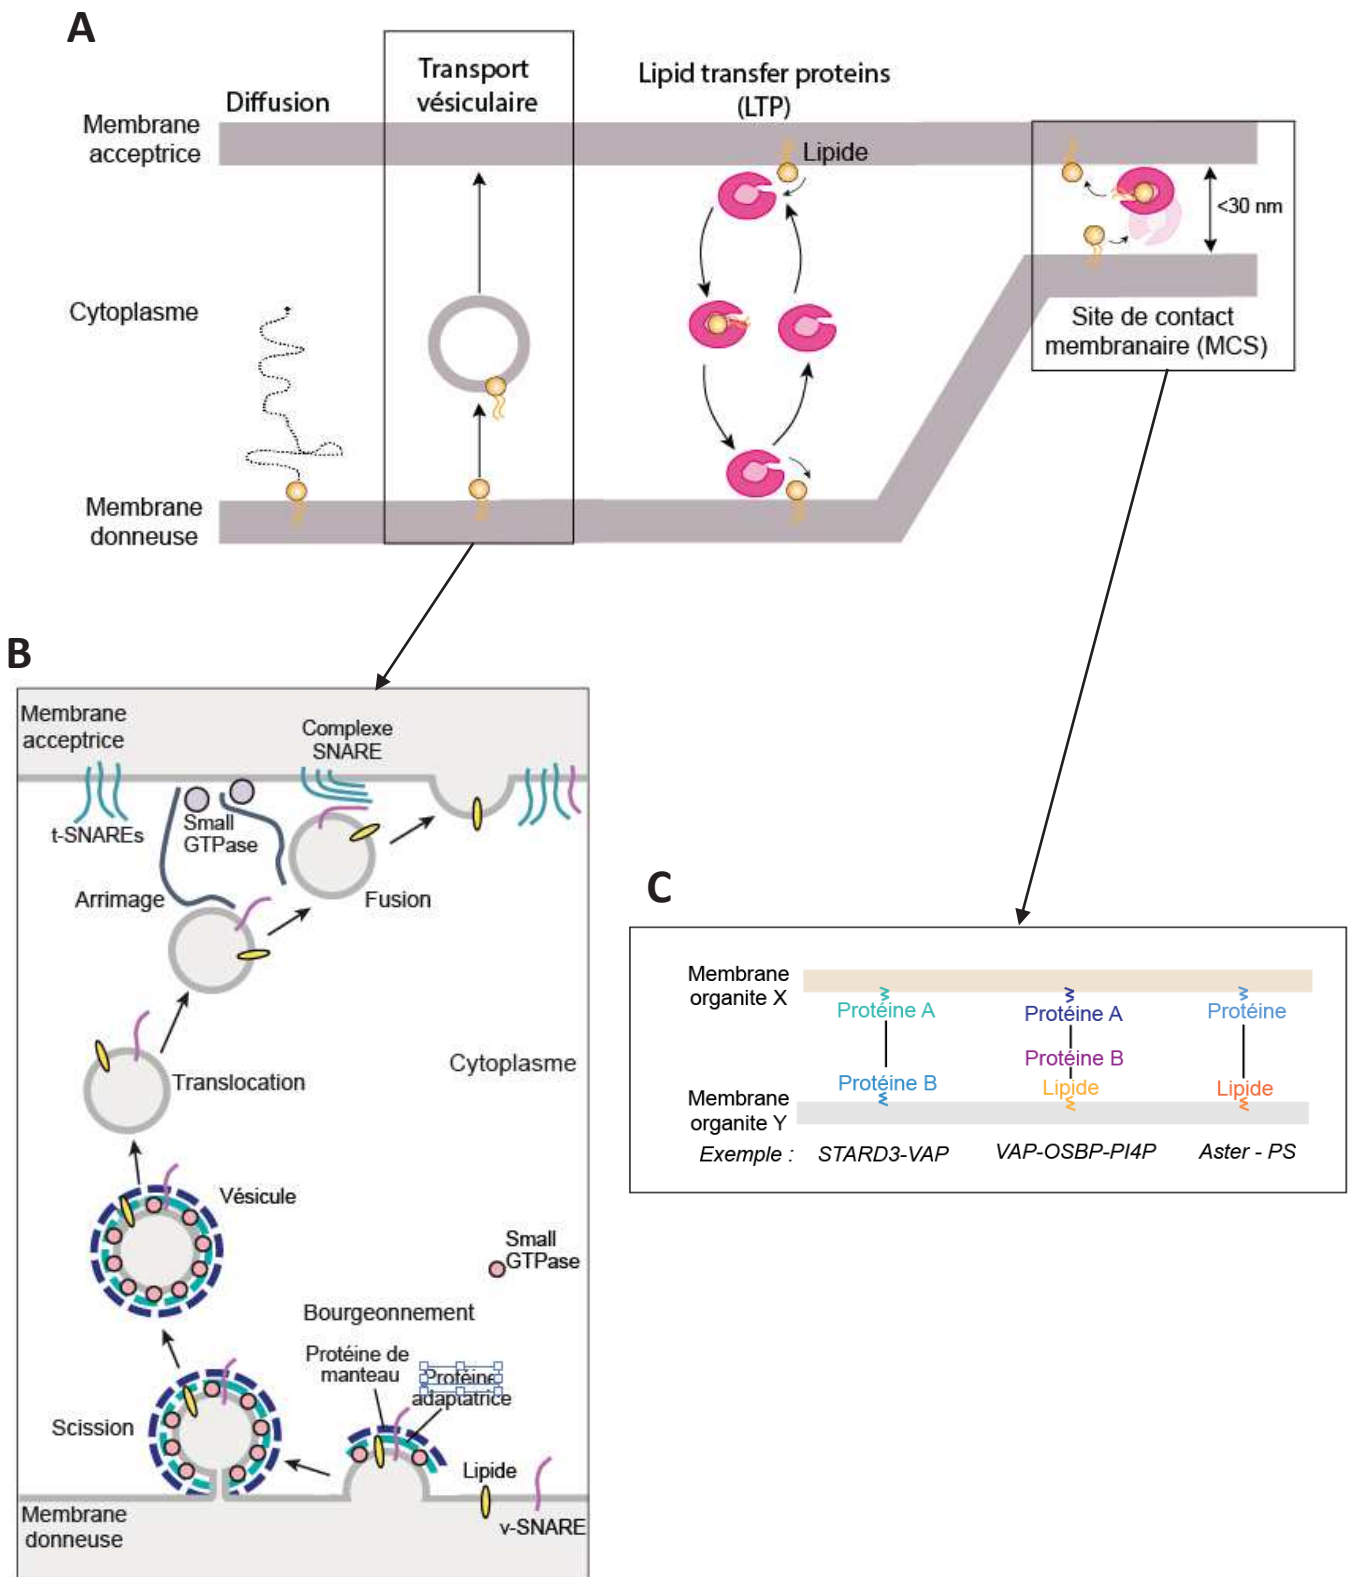 A
Diffusion
Transport
vésiculaire
Lipid transfer proteins
(LTP)
Membrane
acceptrice
Lipide
<30 nm
Cytoplasme
Site de contact
membranaire (MCS)
Membrane
donneuse
B
Membrane
acceptrice
Complexe
SNARE
t-SNAREs
Small
GTPase
Arrimage
Fusion
Cytoplasme
Translocation
Vésicule
Small
GTPase
Bourgeonnement
Protéine de
manteau
Protéine
adaptatrice
Scission
Lipide
v-SNARE
Membrane
donneuse
C
Membrane
organite X
Protéine A
Protéine A
Protéine
Protéine B
Protéine B
Lipide
Lipide
Membrane
organite Y
Exemple : STARD3-VAP VAP-OSBP-PI4P Aster - PS